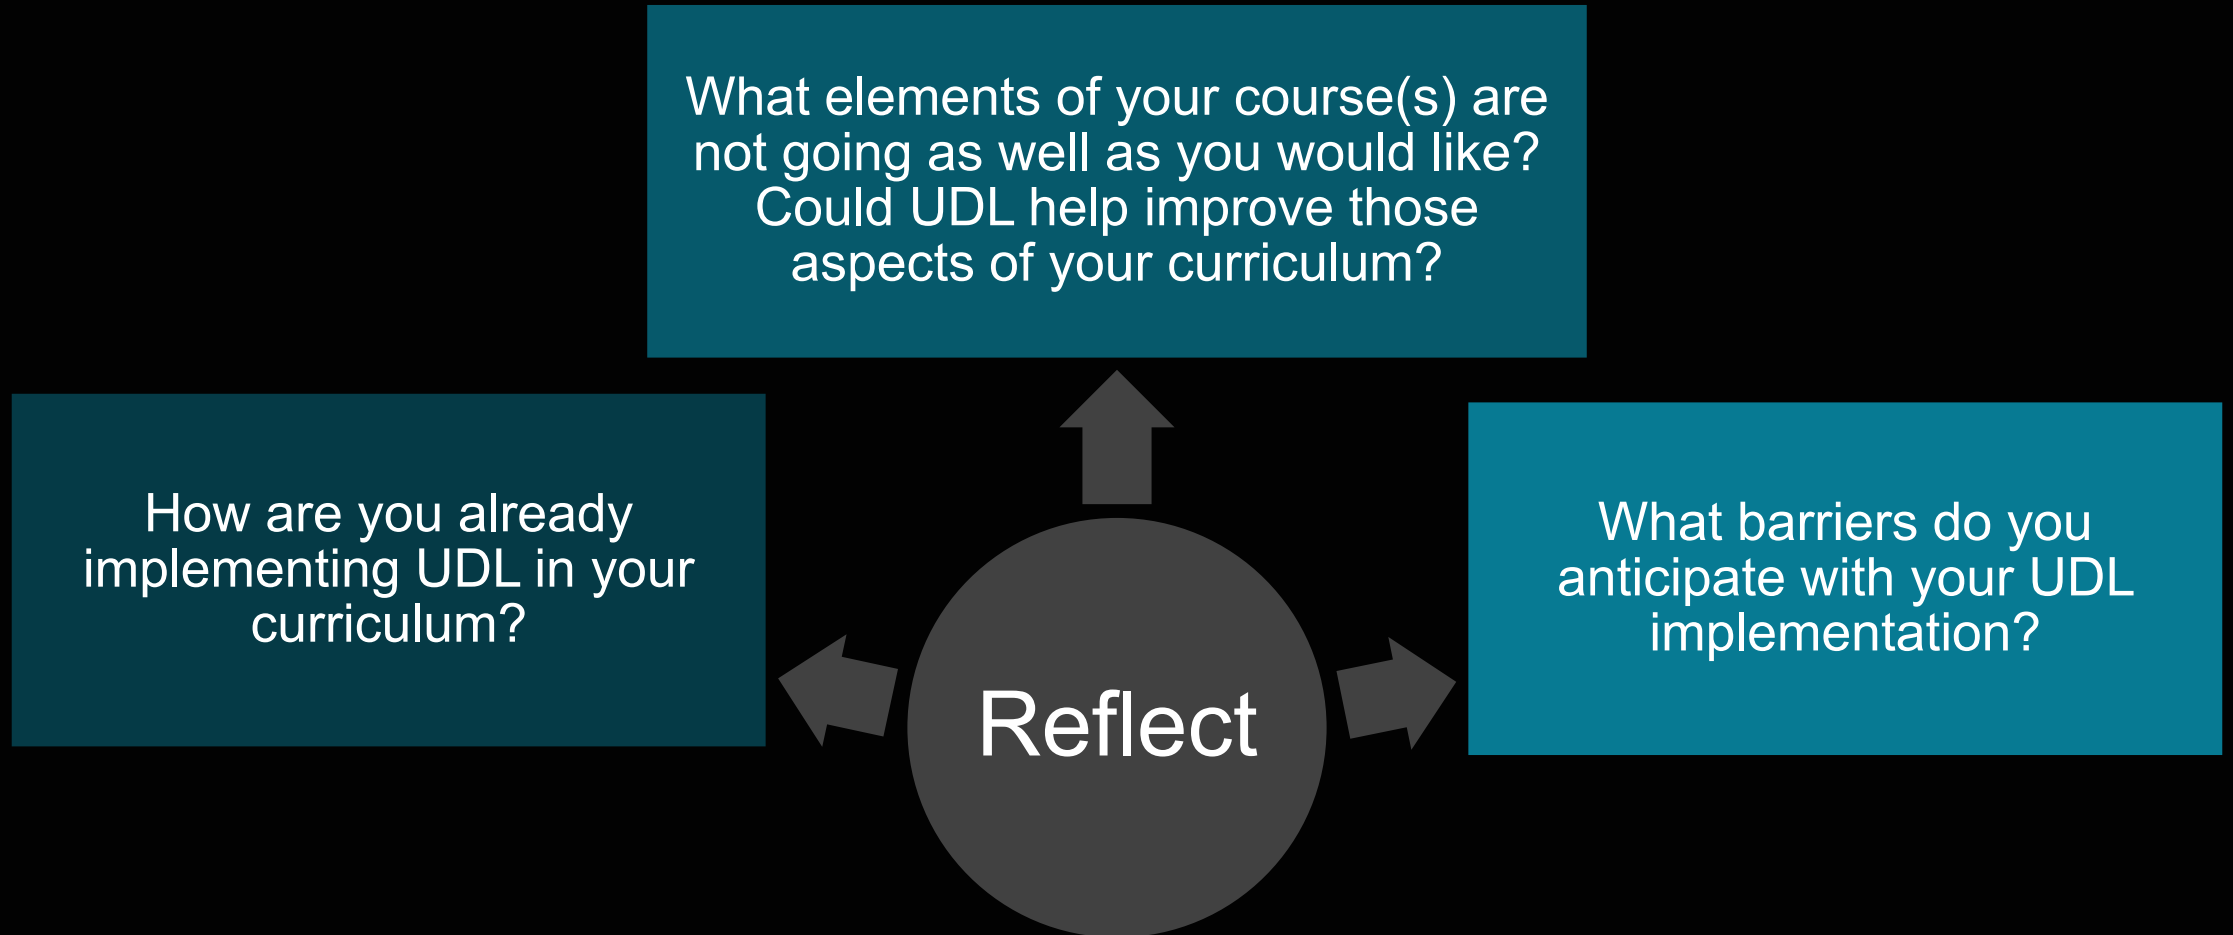 What elements of your course(s) are
not going as well as you would like?
Could UDL help improve those
aspects of your curriculum?
How are you already
implementing UDL in your
curriculum?
What barriers do you
anticipate with your UDL
implementation?
Reflect